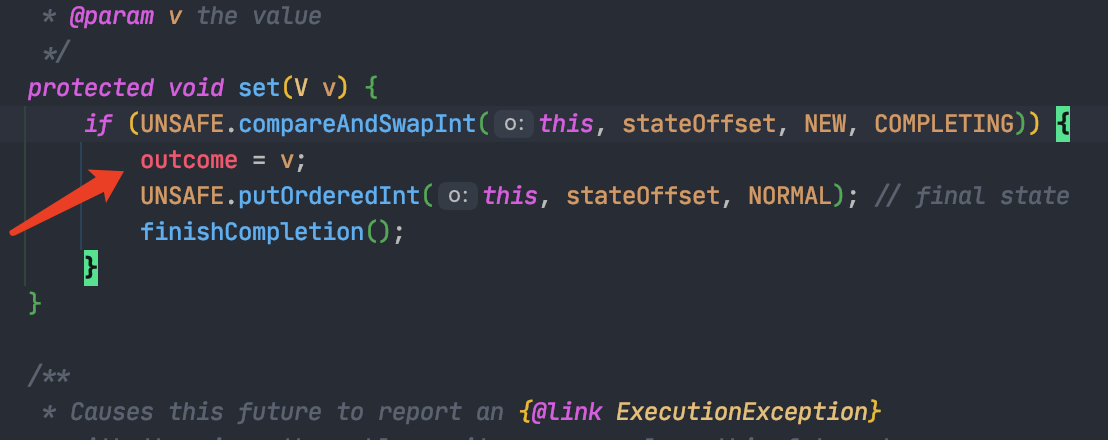 * @param v the value
*/
protected void set(V v) {
if (UNSAFE.compareAndSwapInt( o: this, stateOffset, NEW, COMPLETING)) {
outcome = v;
UNSAFE.putOrderedInt( o: this, stateOffset, NORMAL); // final state
finishCompletion();
}
}
/**
* Causes this future to report an {@link ExecutionException}